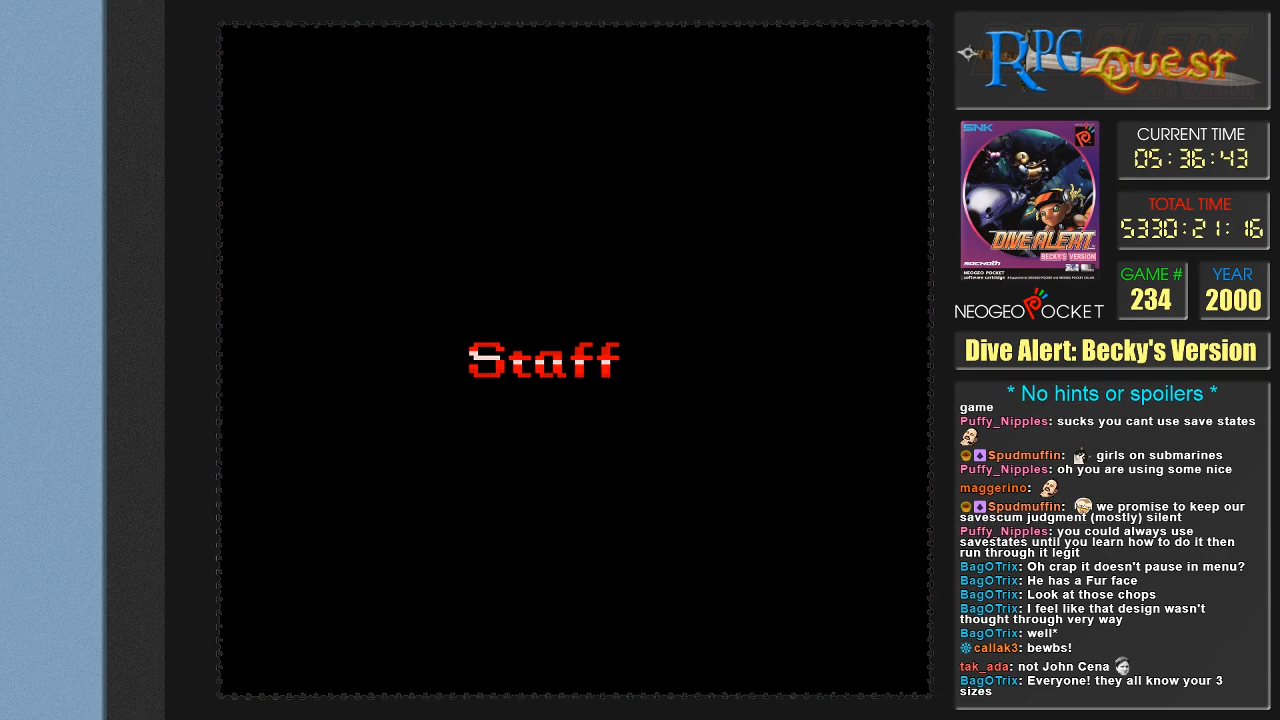 Staff
RPG QUEST
SNK
DIVE ALERT
BECKY'S VERSION
sacnoth
NEOGEO POCKET
NEOGEO POCKET
CURRENT TIME
05:36:43
TOTAL TIME
5330:21:16
GAME #
234
YEAR
2000
Dive Alert: Becky's Version
* No hints or spoilers *
game
Puffy_Nipples: sucks you cant use save states
Spudmuffin: girls on submarines
Puffy_Nipples: oh you are using some nice
maggerino:
Spudmuffin: we promise to keep our
savescum judgment (mostly) silent
Puffy_Nipples: you could always use
savestates until you learn how to do it then
run through it legit
BagOTrix: Oh crap it doesn't pause in menu?
BagOTrix: He has a Fur face
BagOTrix: Look at those chops
BagOTrix: I feel like that design wasn't
thought through very way
BagOTrix: well*
callak3: bewbs!
tak_ada: not John Cena
BagOTrix: Everyone! they all know your 3
sizes